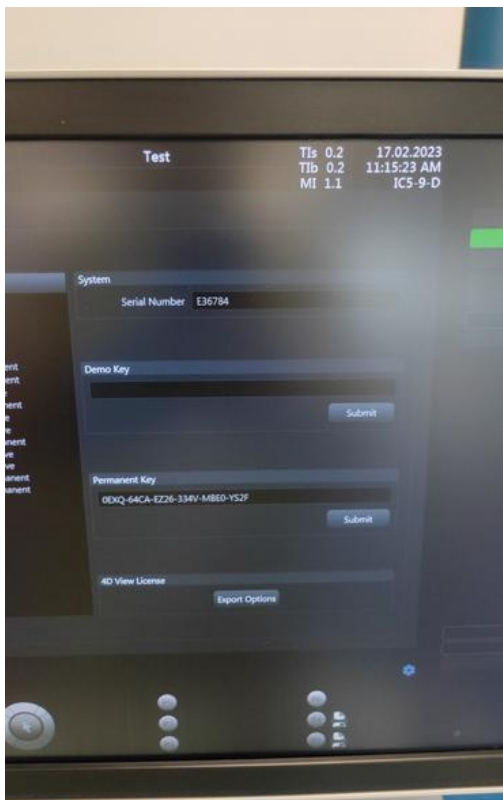 Test
TIs 0.2 17.02.2023
TIb 0.2 11:15:23 AM
MI 1.1 IC5-9-D
System
Serial Number E36784
Demo Key
Submit
Permanent Key
0EXQ-64CA-EZ26-334V-MBE0-YS2F
Submit
4D View License
Export Options